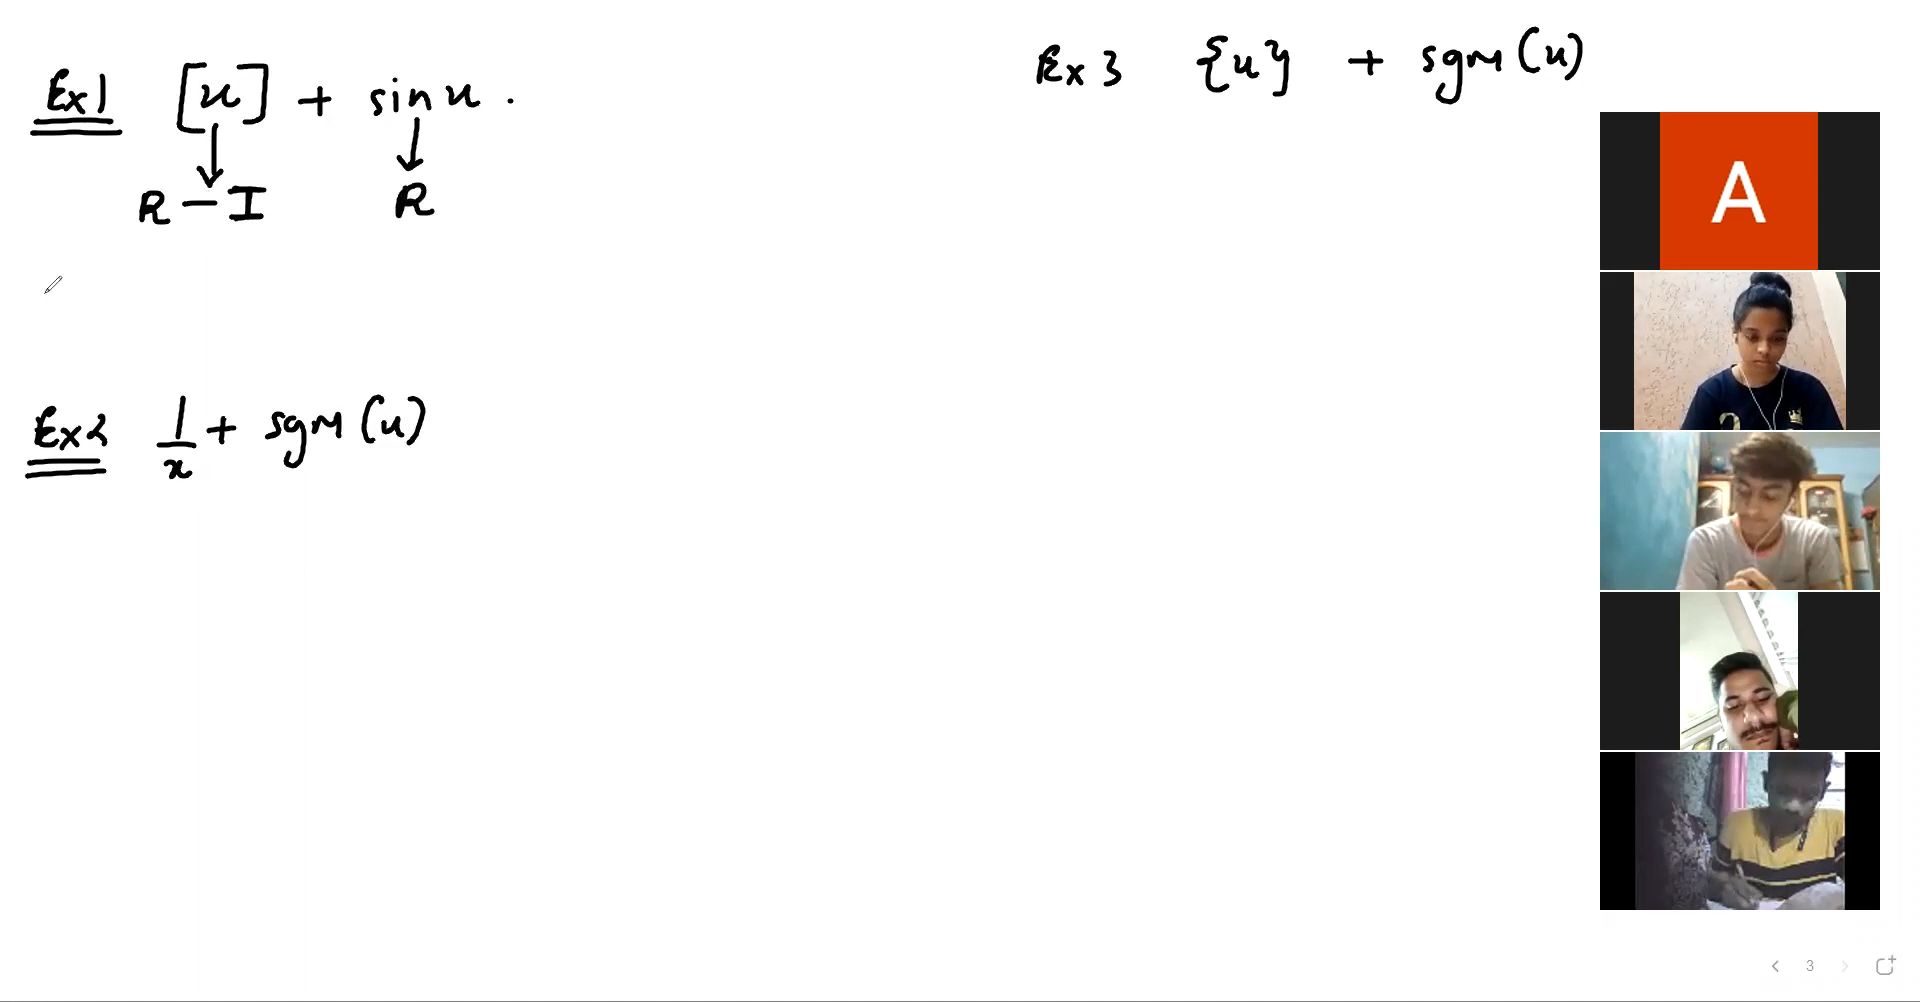 Ex1 [x] + sin x .
R - I R
Ex2 1/x + sgn (x)
Ex 3 {x} + sgn (x)
A
3